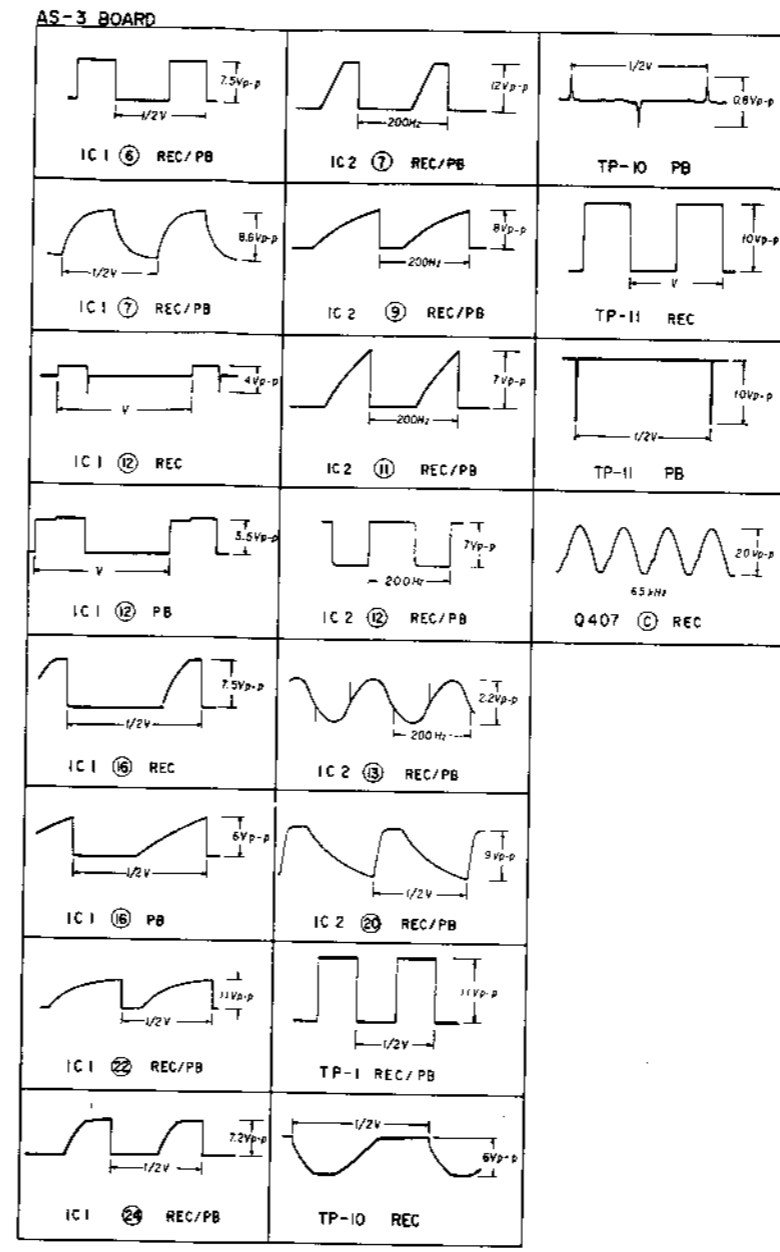 AS-3 BOARD
7.5Vp-p
1/2V
IC1 ⑥ REC/PB
12Vp-p
200Hz
IC2 ⑦ REC/PB
1/2V
0.8Vp-p
TP-10 PB
8.6Vp-p
1/2V
IC1 ⑦ REC/PB
8Vp-p
200Hz
IC2 ⑨ REC/PB
10Vp-p
V
TP-11 REC
4Vp-p
V
IC1 ⑫ REC
7Vp-p
200Hz
IC2 ⑪ REC/PB
10Vp-p
1/2V
TP-11 PB
3.5Vp-p
V
IC1 ⑫ PB
7Vp-p
200Hz
IC2 ⑫ REC/PB
20Vp-p
65kHz
Q407 Ⓒ REC
7.5Vp-p
1/2V
IC1 ⑯ REC
2.2Vp-p
200Hz
IC2 ⑬ REC/PB
6Vp-p
1/2V
IC1 ⑯ PB
9Vp-p
1/2V
IC2 ⑳ REC/PB
11Vp-p
1/2V
IC1 ㉒ REC/PB
11Vp-p
1/2V
TP-1 REC/PB
7.2Vp-p
1/2V
IC1 ㉔ REC/PB
1/2V
6Vp-p
TP-10 REC